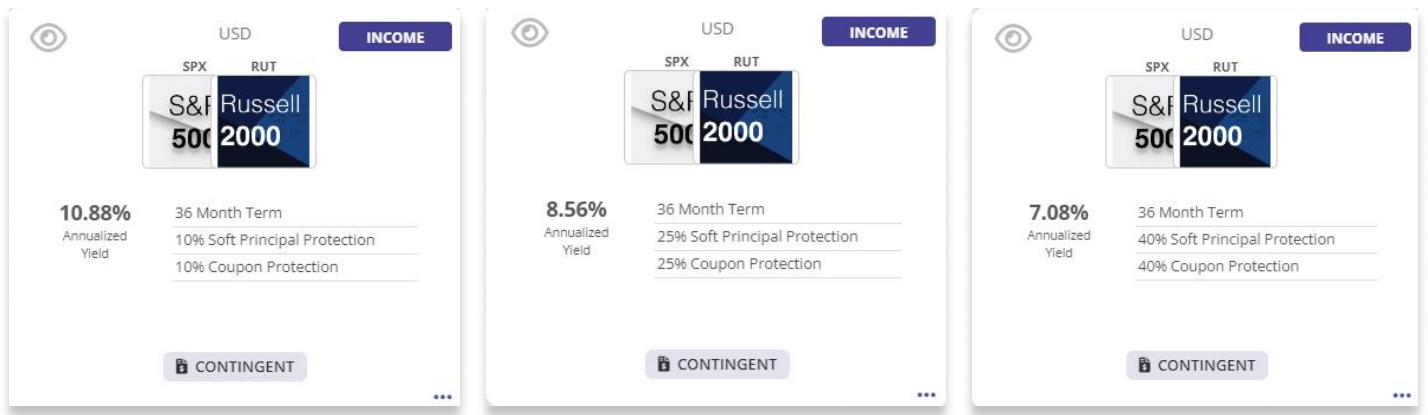 USD
INCOME
SPX RUT
S&P Russell
500 2000
10.88%
Annualized
Yield
36 Month Term
10% Soft Principal Protection
10% Coupon Protection
CONTINGENT
USD
INCOME
SPX RUT
S&P Russell
500 2000
8.56%
Annualized
Yield
36 Month Term
25% Soft Principal Protection
25% Coupon Protection
CONTINGENT
USD
INCOME
SPX RUT
S&P Russell
500 2000
7.08%
Annualized
Yield
36 Month Term
40% Soft Principal Protection
40% Coupon Protection
CONTINGENT